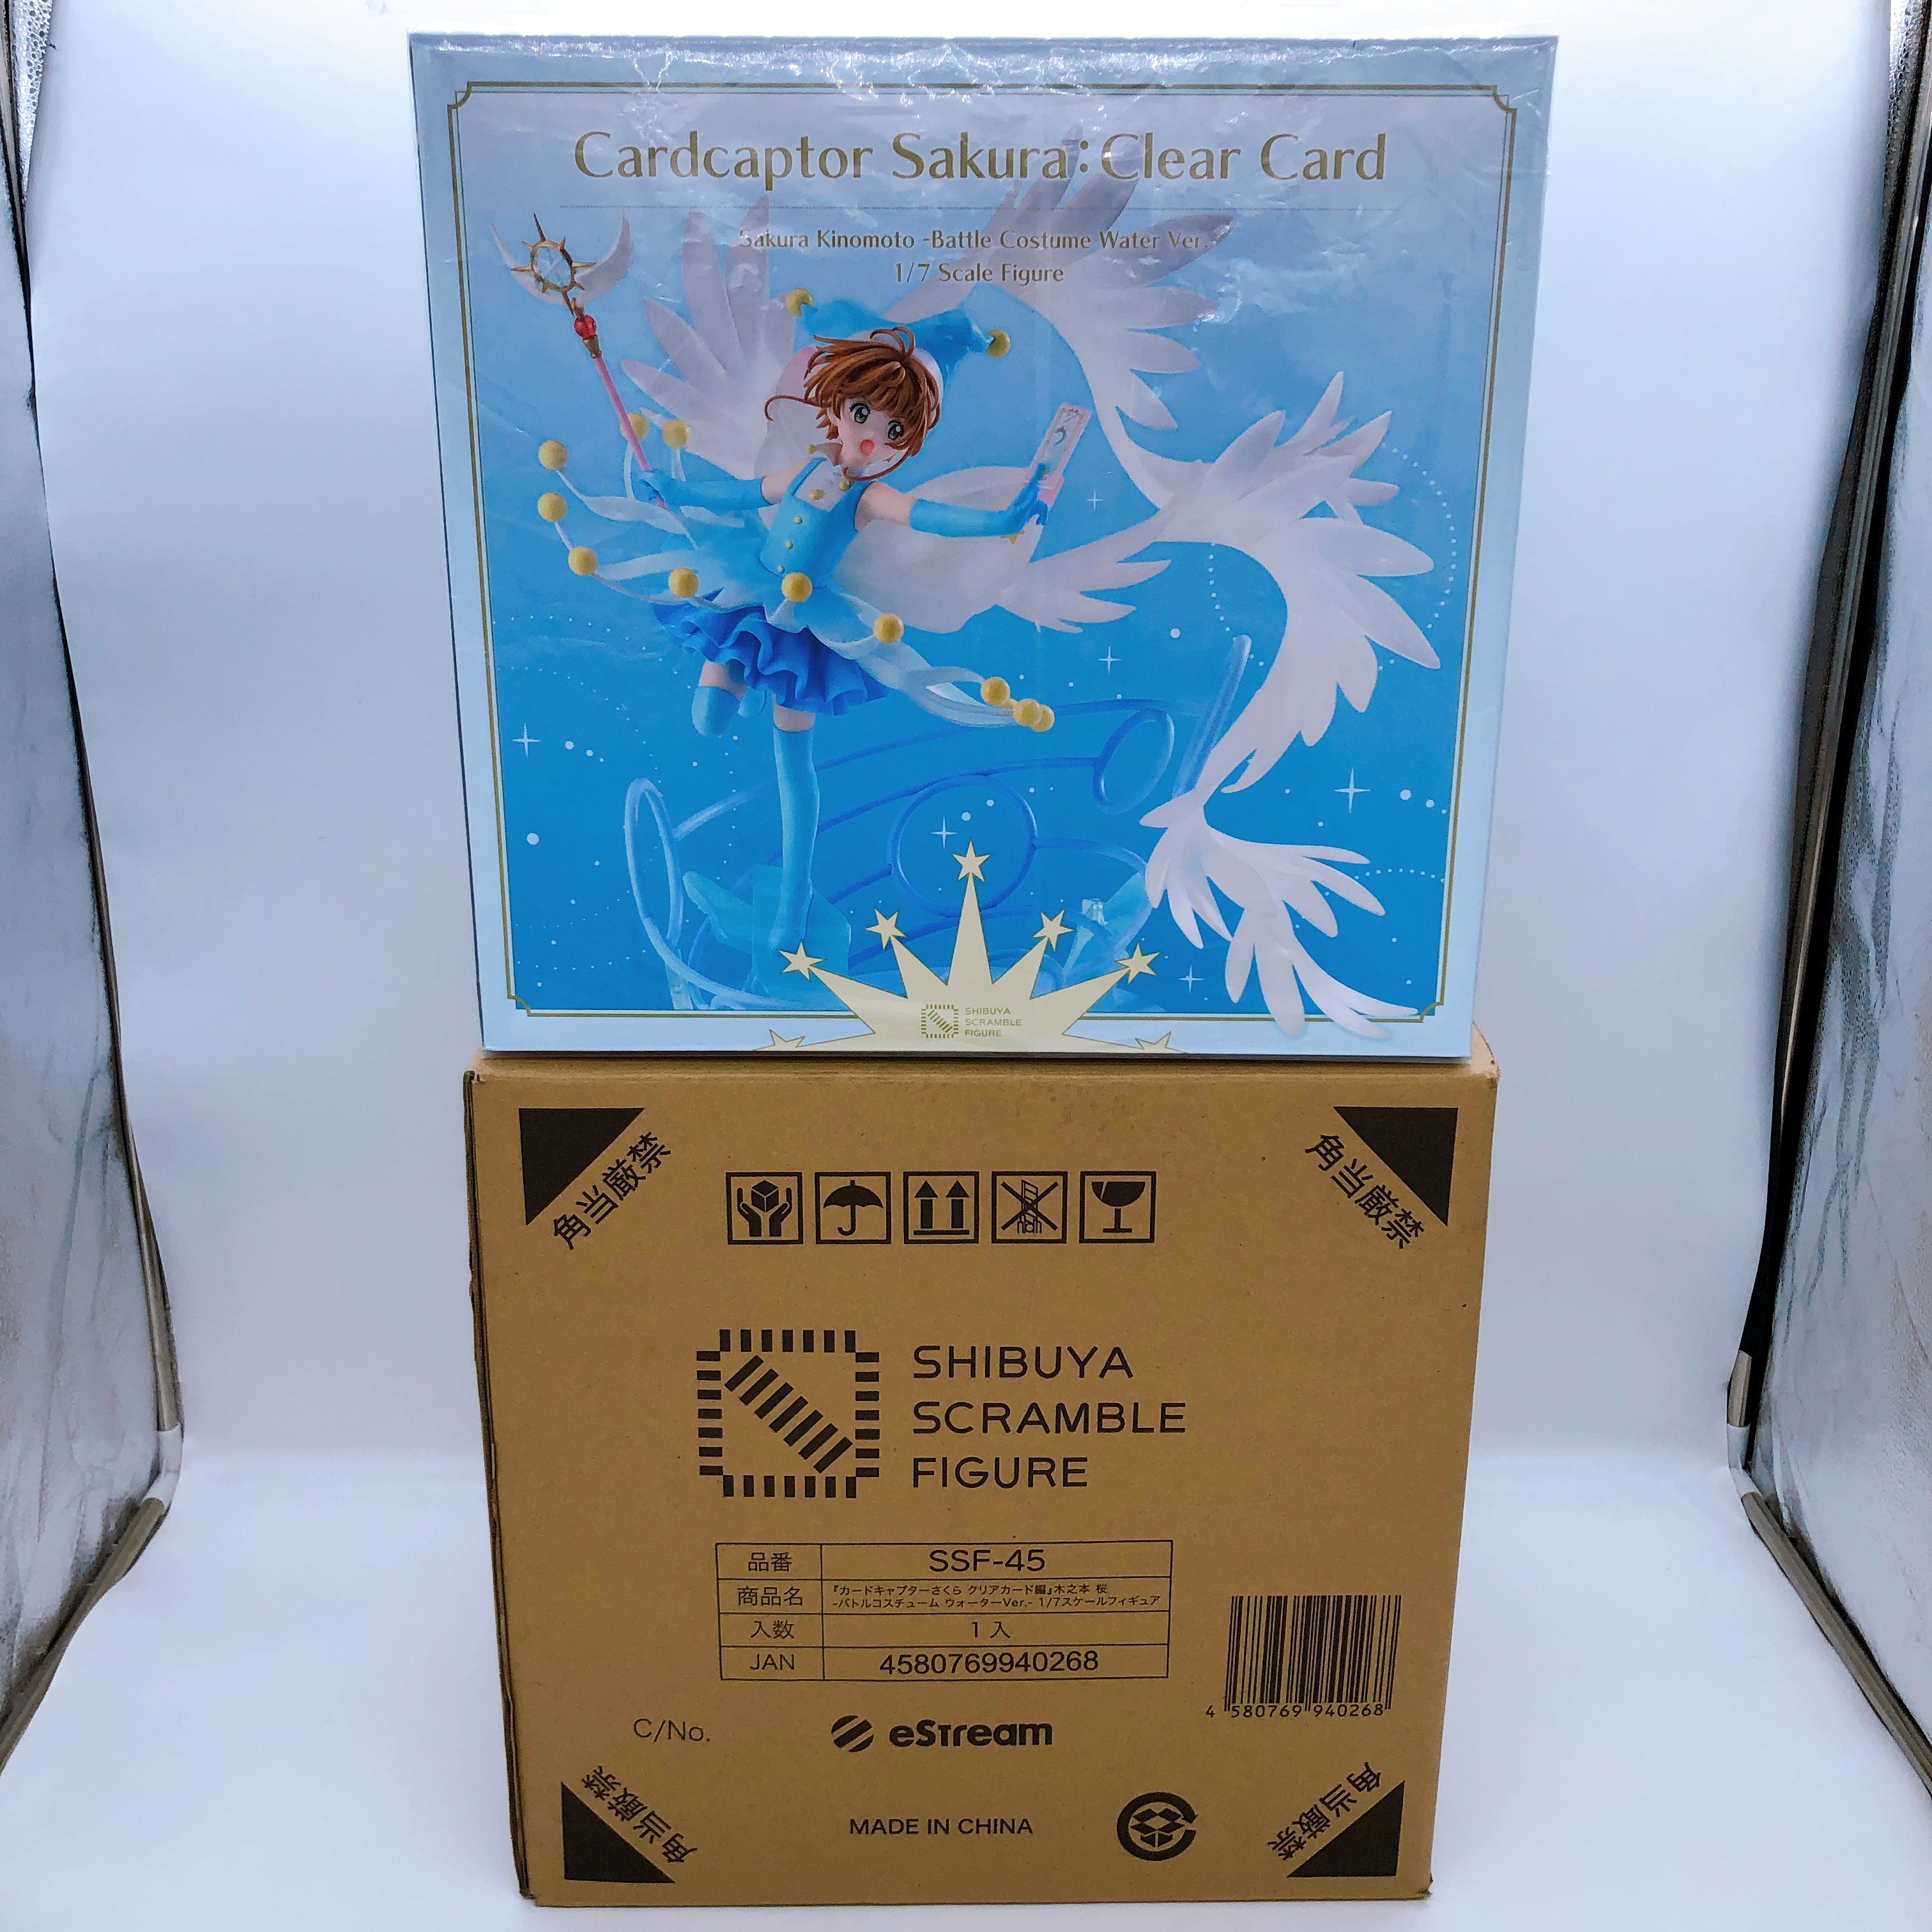 Cardcaptor Sakura:Clear Card
Sakura Kinomoto -Battle Costume Water Ver.-
1/7 Scale Figure
SHIBUYA
SCRAMBLE
FIGURE
角当厳禁
角当厳禁
SHIBUYA
SCRAMBLE
FIGURE
品番 SSF-45
商品名 『カードキャプターさくら クリアカード編』木之本 桜
-バトルコスチューム ウォーターVer.- 1/7スケールフィギュア
入数 1 入
JAN 4580769940268
4 580769 940268
C/No.
eStream
角当厳禁
MADE IN CHINA
角当厳禁